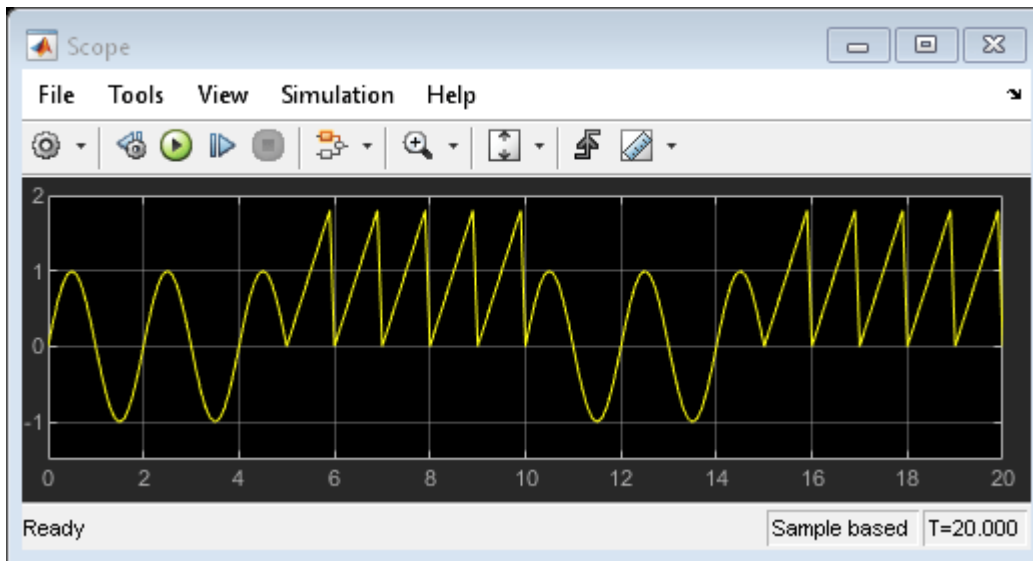 Scope
File Tools View Simulation Help
2
1
0
-1
0 2 4 6 8 10 12 14 16 18 20
Ready Sample based T=20.000